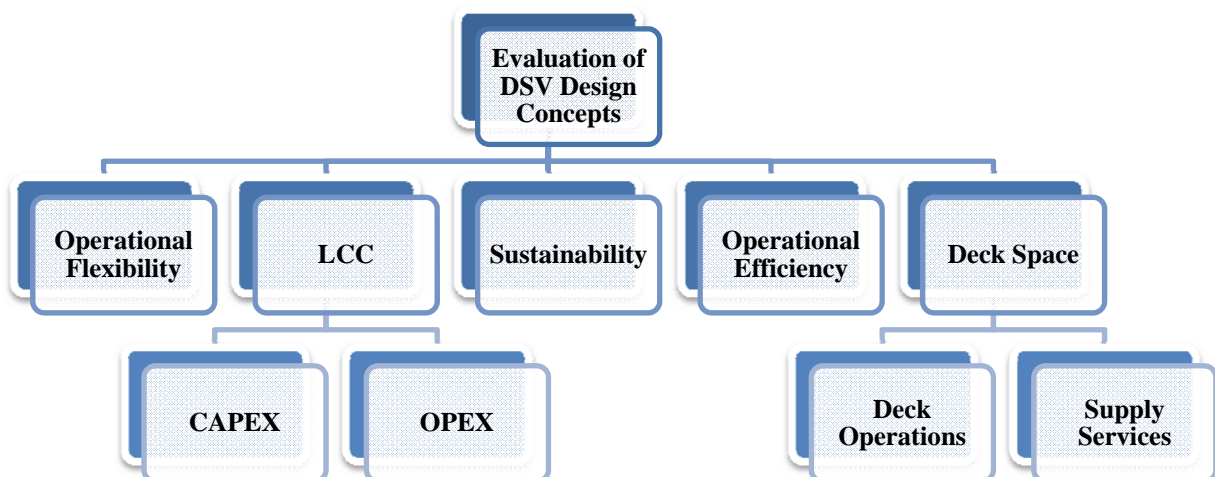 Evaluation of
DSV Design
Concepts
Operational
Flexibility
LCC
Sustainability
Operational
Efficiency
Deck Space
CAPEX
OPEX
Deck
Operations
Supply
Services